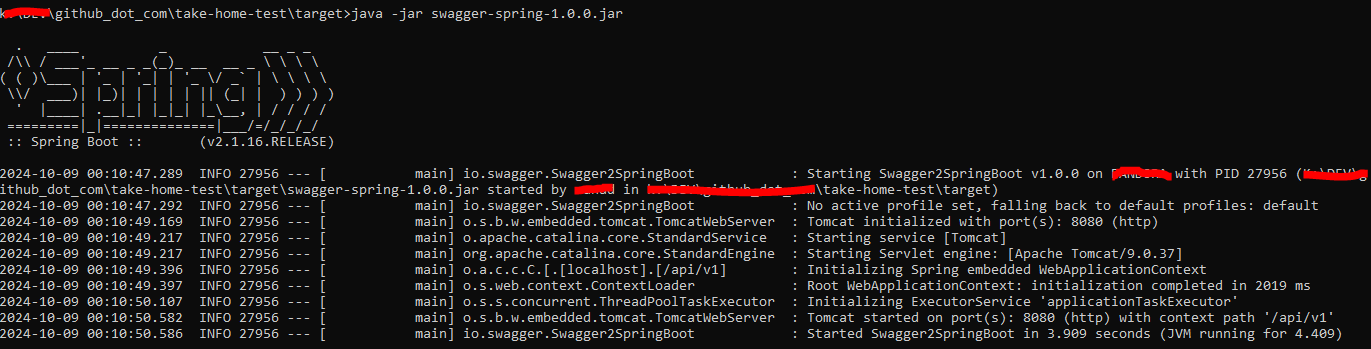 \github_dot_com\take-home-test\target>java -jar swagger-spring-1.0.0.jar
  .   ____          _            __ _ _
 /\\ / ___'_ __ _ _(_)_ __  __ _ \ \ \ \
( ( )\___ | '_ | '_| | '_ \/ _` | \ \ \ \
 \\/  ___)| |_)| | | | | || (_| |  ) ) ) )
  '  |____| .__|_| |_|_| |_\__, | / / / /
 =========|_|==============|___/=/_/_/_/
 :: Spring Boot ::        (v2.1.16.RELEASE)
2024-10-09 00:10:47.289  INFO 27956 --- [           main] io.swagger.Swagger2SpringBoot            : Starting Swagger2SpringBoot v1.0.0 on with PID 27956 (
ithub_dot_com\take-home-test\target\swagger-spring-1.0.0.jar started by in \take-home-test\target)
2024-10-09 00:10:47.292  INFO 27956 --- [           main] io.swagger.Swagger2SpringBoot            : No active profile set, falling back to default profiles: default
2024-10-09 00:10:49.169  INFO 27956 --- [           main] o.s.b.w.embedded.tomcat.TomcatWebServer  : Tomcat initialized with port(s): 8080 (http)
2024-10-09 00:10:49.217  INFO 27956 --- [           main] o.apache.catalina.core.StandardService   : Starting service [Tomcat]
2024-10-09 00:10:49.217  INFO 27956 --- [           main] org.apache.catalina.core.StandardEngine  : Starting Servlet engine: [Apache Tomcat/9.0.37]
2024-10-09 00:10:49.396  INFO 27956 --- [           main] o.a.c.c.C.[.[localhost].[/api/v1]        : Initializing Spring embedded WebApplicationContext
2024-10-09 00:10:49.397  INFO 27956 --- [           main] o.s.web.context.ContextLoader            : Root WebApplicationContext: initialization completed in 2019 ms
2024-10-09 00:10:50.107  INFO 27956 --- [           main] o.s.s.concurrent.ThreadPoolTaskExecutor  : Initializing ExecutorService 'applicationTaskExecutor'
2024-10-09 00:10:50.582  INFO 27956 --- [           main] o.s.b.w.embedded.tomcat.TomcatWebServer  : Tomcat started on port(s): 8080 (http) with context path '/api/v1'
2024-10-09 00:10:50.586  INFO 27956 --- [           main] io.swagger.Swagger2SpringBoot            : Started Swagger2SpringBoot in 3.909 seconds (JVM running for 4.409)